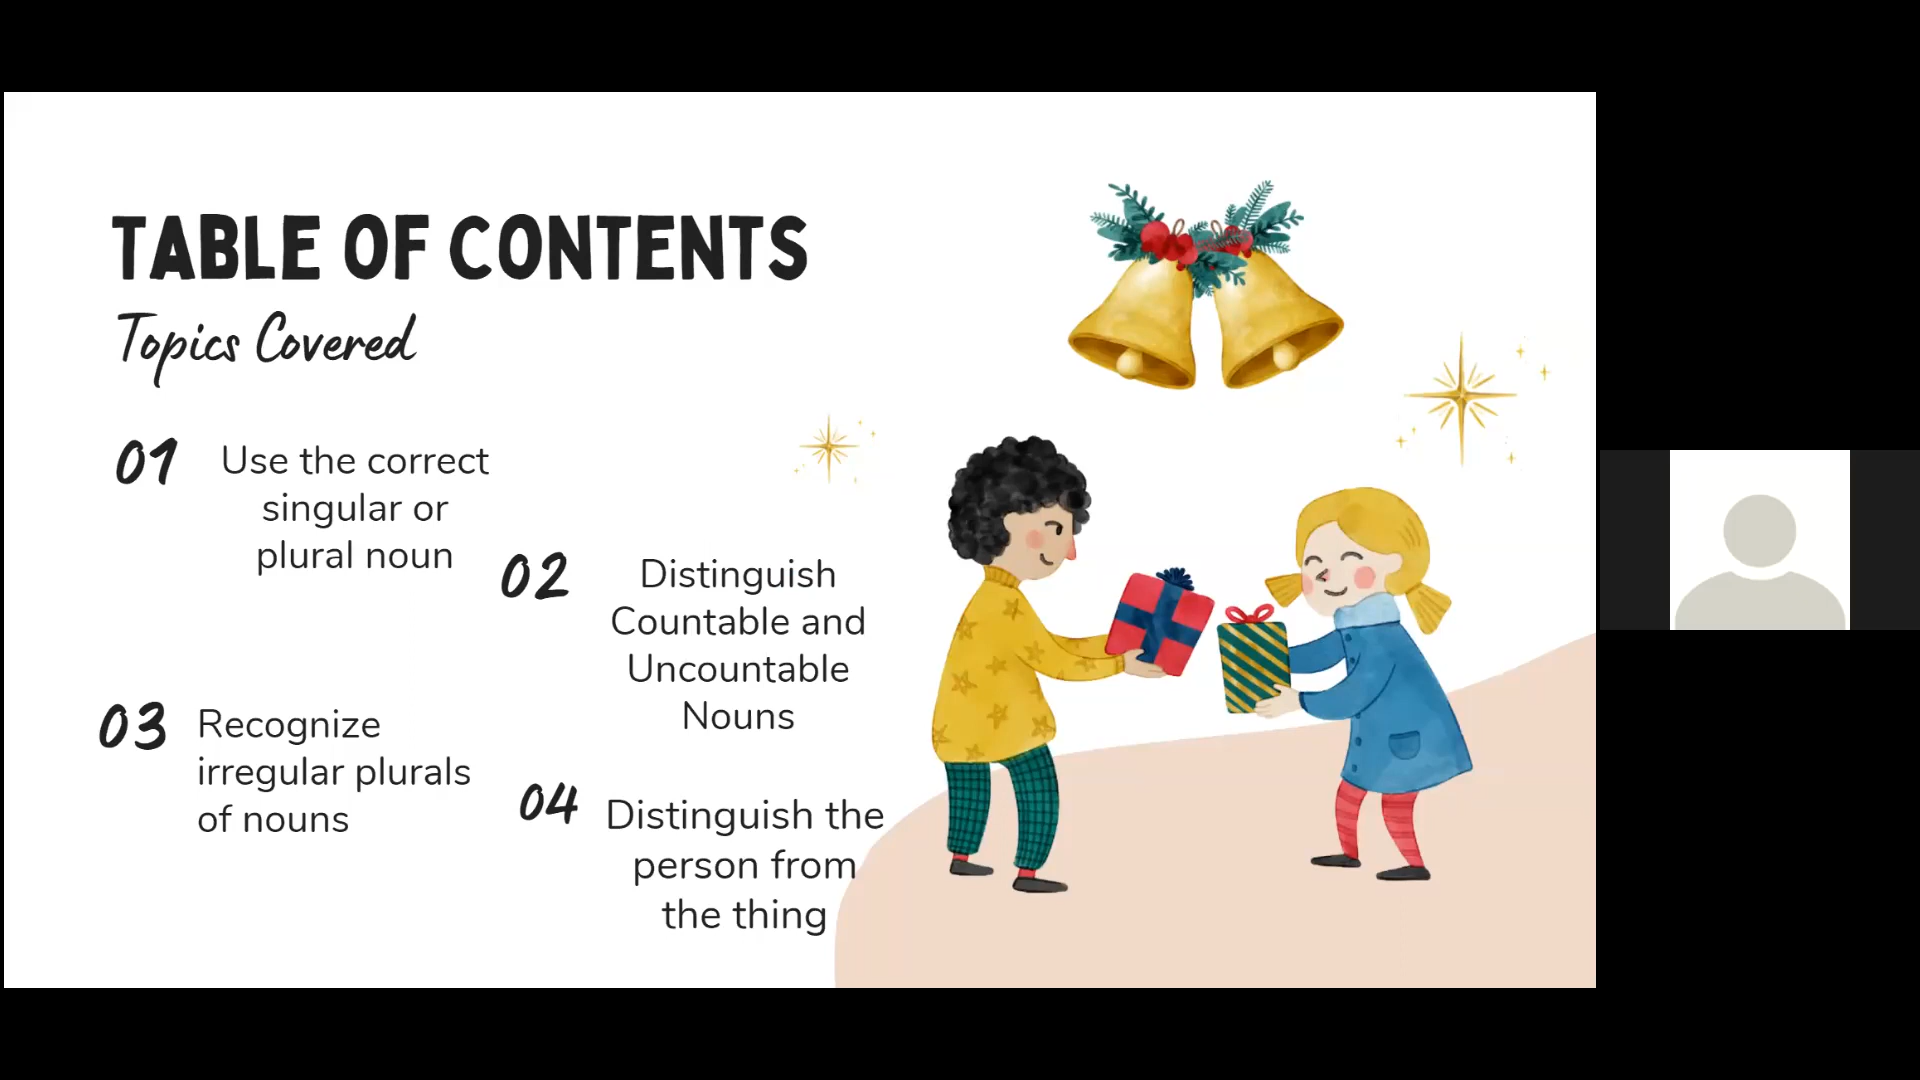 TABLE OF CONTENTS
Topics Covered
01
Use the correct
singular or
plural noun
02
Distinguish
Countable and
Uncountable
Nouns
03
Recognize
irregular plurals
of nouns
04
Distinguish the
person from
the thing